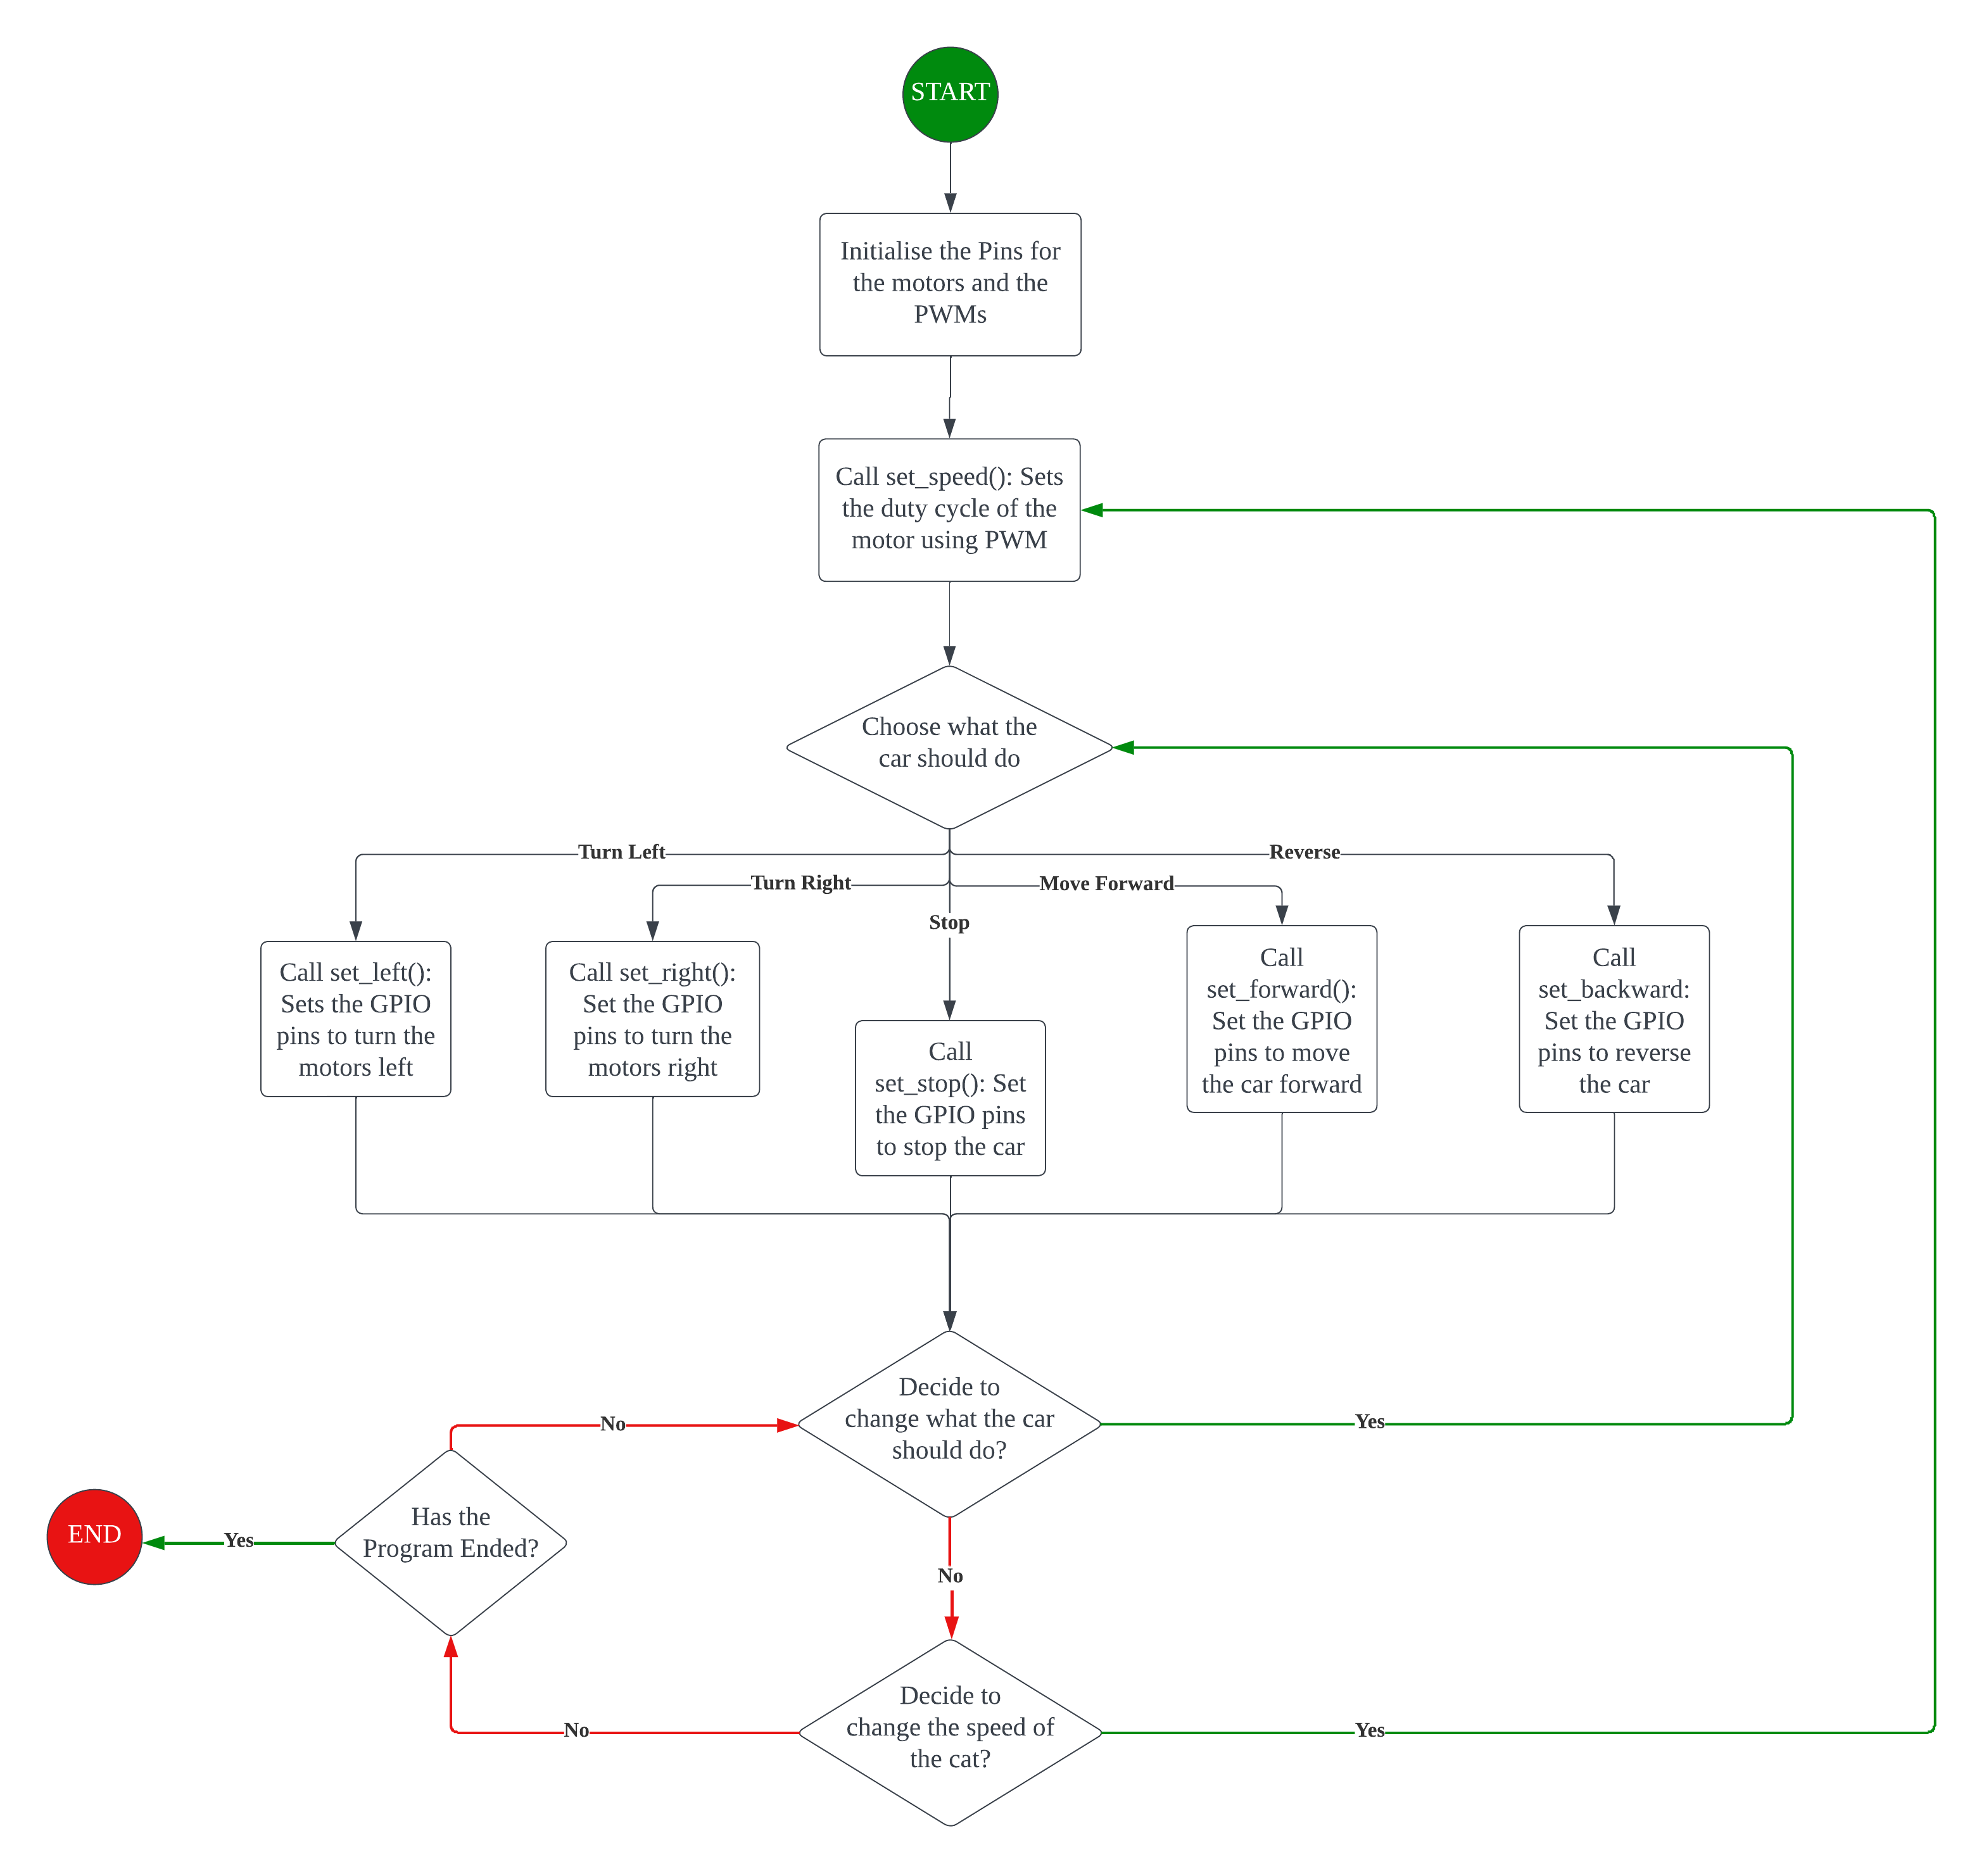 START
Initialise the Pins for
the motors and the
PWMs
Call set_speed(): Sets
the duty cycle of the
motor using PWM
Choose what the
car should do
Turn Left
Reverse
Turn Right
Move Forward
Stop
Call set_left():
Sets the GPIO
pins to turn the
motors left
Call set_right():
Set the GPIO
pins to turn the
motors right
Call
set_stop(): Set
the GPIO pins
to stop the car
Call
set_forward():
Set the GPIO
pins to move
the car forward
Call
set_backward:
Set the GPIO
pins to reverse
the car
Decide to
change what the car
should do?
No
Yes
Has the
Program Ended?
END
Yes
No
Decide to
change the speed of
the cat?
No
Yes